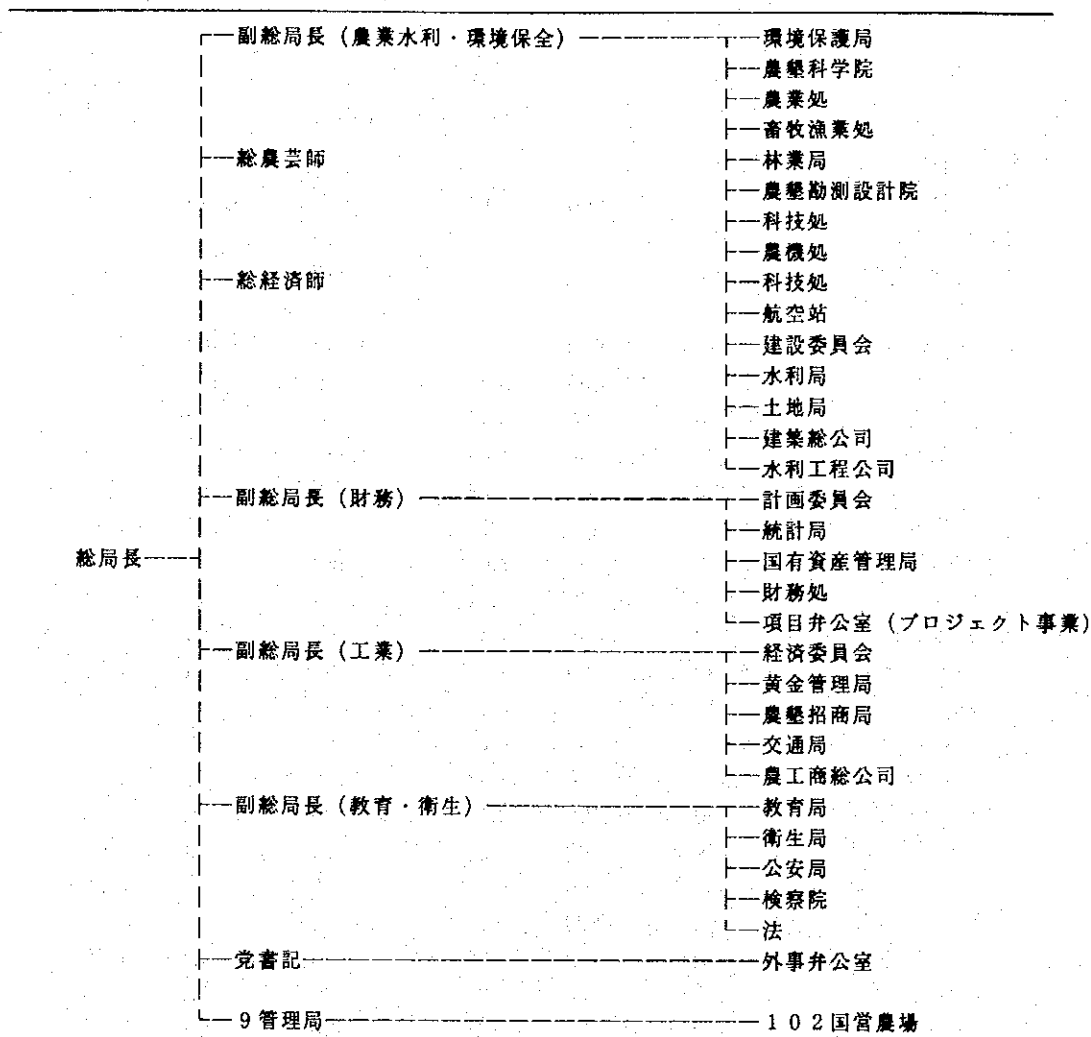 副総局長（農業水利・環境保全） 環境保護局
農墾科学院
農業処
畜牧漁業処
総農芸師 林業局
農墾勘測設計院
科技処
農機処
総経済師 科技処
航空站
建設委員会
水利局
土地局
建築総公司
水利工程公司
副総局長（財務） 計画委員会
統計局
総局長 国有資産管理局
財務処
項目弁公室（プロジェクト事業）
副総局長（工業） 経済委員会
黄金管理局
農墾招商局
交通局
農工商総公司
副総局長（教育・衛生） 教育局
衛生局
公安局
検察院
法
党書記 外事弁公室
９管理局 １０２国営農場